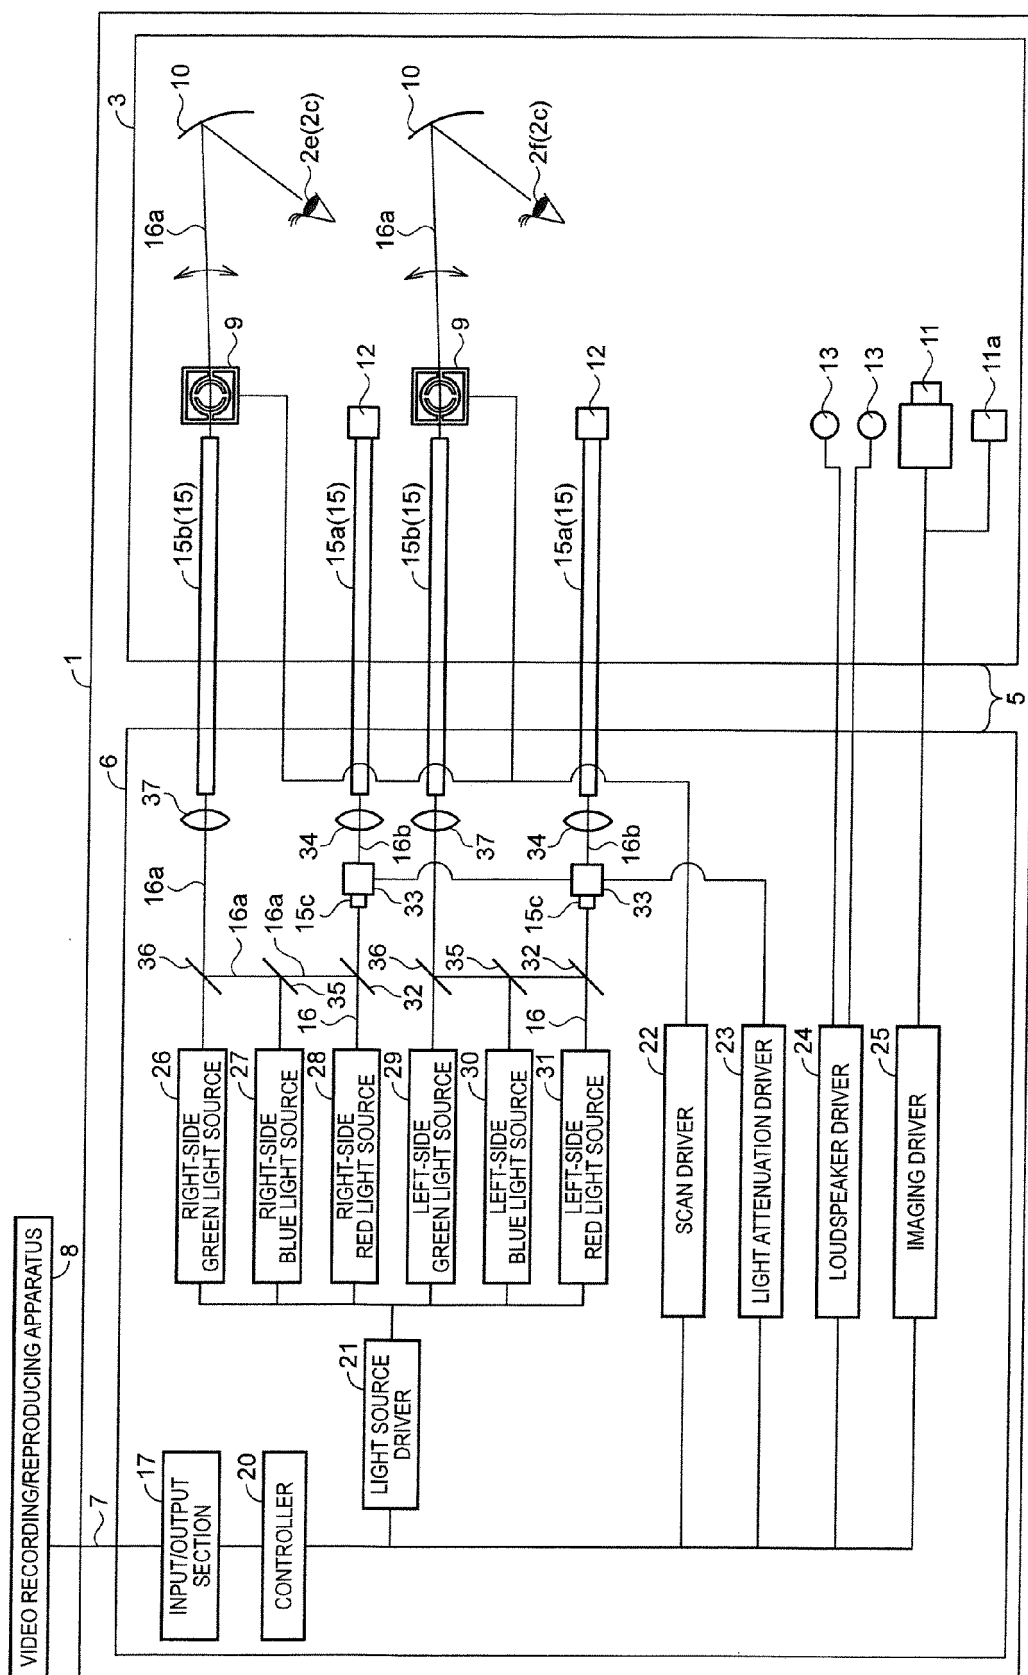 VIDEO RECORDING/REPRODUCING APPARATUS
8
7
1
6
3
5
17
INPUT/OUTPUT
SECTION
20
CONTROLLER
21
LIGHT SOURCE
DRIVER
26
RIGHT-SIDE
GREEN LIGHT SOURCE
27
RIGHT-SIDE
BLUE LIGHT SOURCE
28
RIGHT-SIDE
RED LIGHT SOURCE
29
LEFT-SIDE
GREEN LIGHT SOURCE
30
LEFT-SIDE
BLUE LIGHT SOURCE
31
LEFT-SIDE
RED LIGHT SOURCE
22
SCAN DRIVER
23
LIGHT ATTENUATION DRIVER
24
LOUDSPEAKER DRIVER
25
IMAGING DRIVER
36
16a
37
16a
35
16a
16
32
15c
33
34
16b
36
35
37
32
16
15c
33
34
16b
15b(15)
9
16a
10
2e(2c)
15a(15)
12
15b(15)
9
16a
10
2f(2c)
15a(15)
12
13
13
11
11a